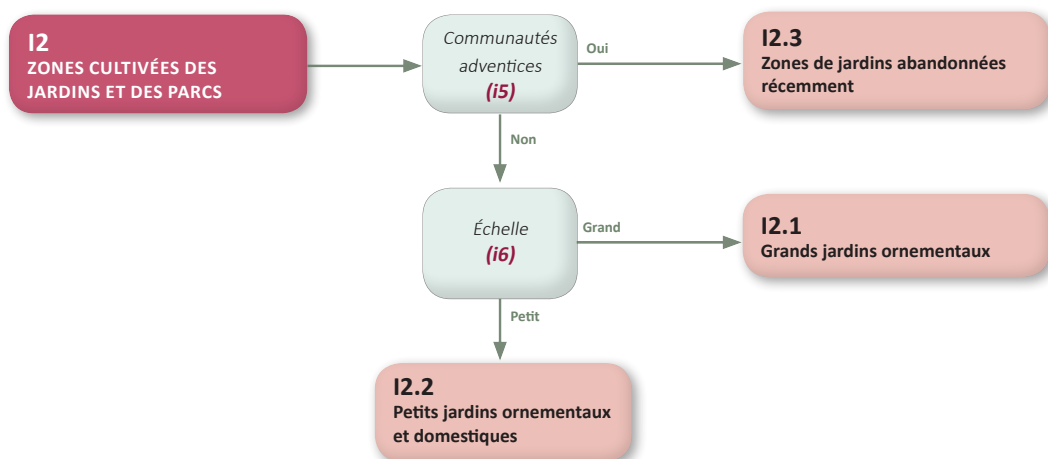 I2
ZONES CULTIVÉES DES
JARDINS ET DES PARCS
Communautés
adventices
(i5)
Oui
I2.3
Zones de jardins abandonnées
récemment
Non
Échelle
(i6)
Grand
I2.1
Grands jardins ornementaux
Petit
I2.2
Petits jardins ornementaux
et domestiques